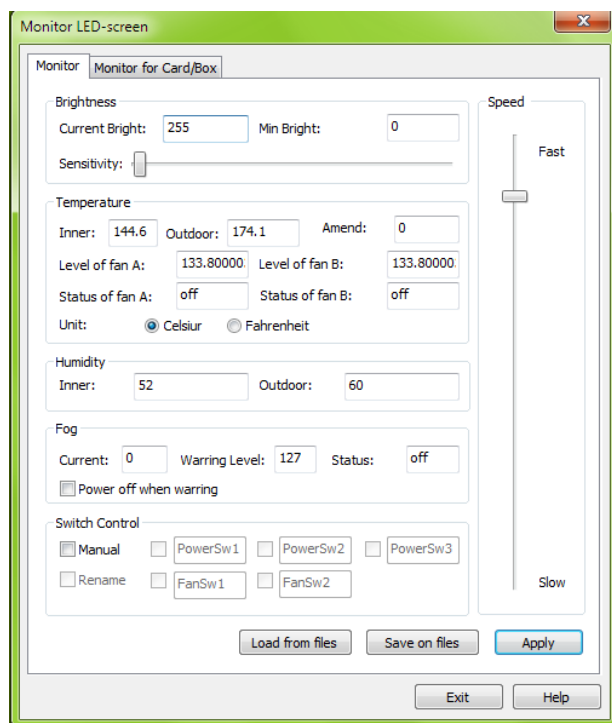 Monitor LED-screen
Monitor Monitor for Card/Box
Brightness
Current Bright: 255 Min Bright: 0
Sensitivity:
Speed
Fast
Slow
Temperature
Inner: 144.6 Outdoor: 174.1 Amend: 0
Level of fan A: 133.80000 Level of fan B: 133.80000
Status of fan A: off Status of fan B: off
Unit: Celsiur Fahrenheit
Humidity
Inner: 52 Outdoor: 60
Fog
Current: 0 Warring Level: 127 Status: off
Power off when warring
Switch Control
Manual PowerSw1 PowerSw2 PowerSw3
Rename FanSw1 FanSw2
Load from files Save on files Apply
Exit Help